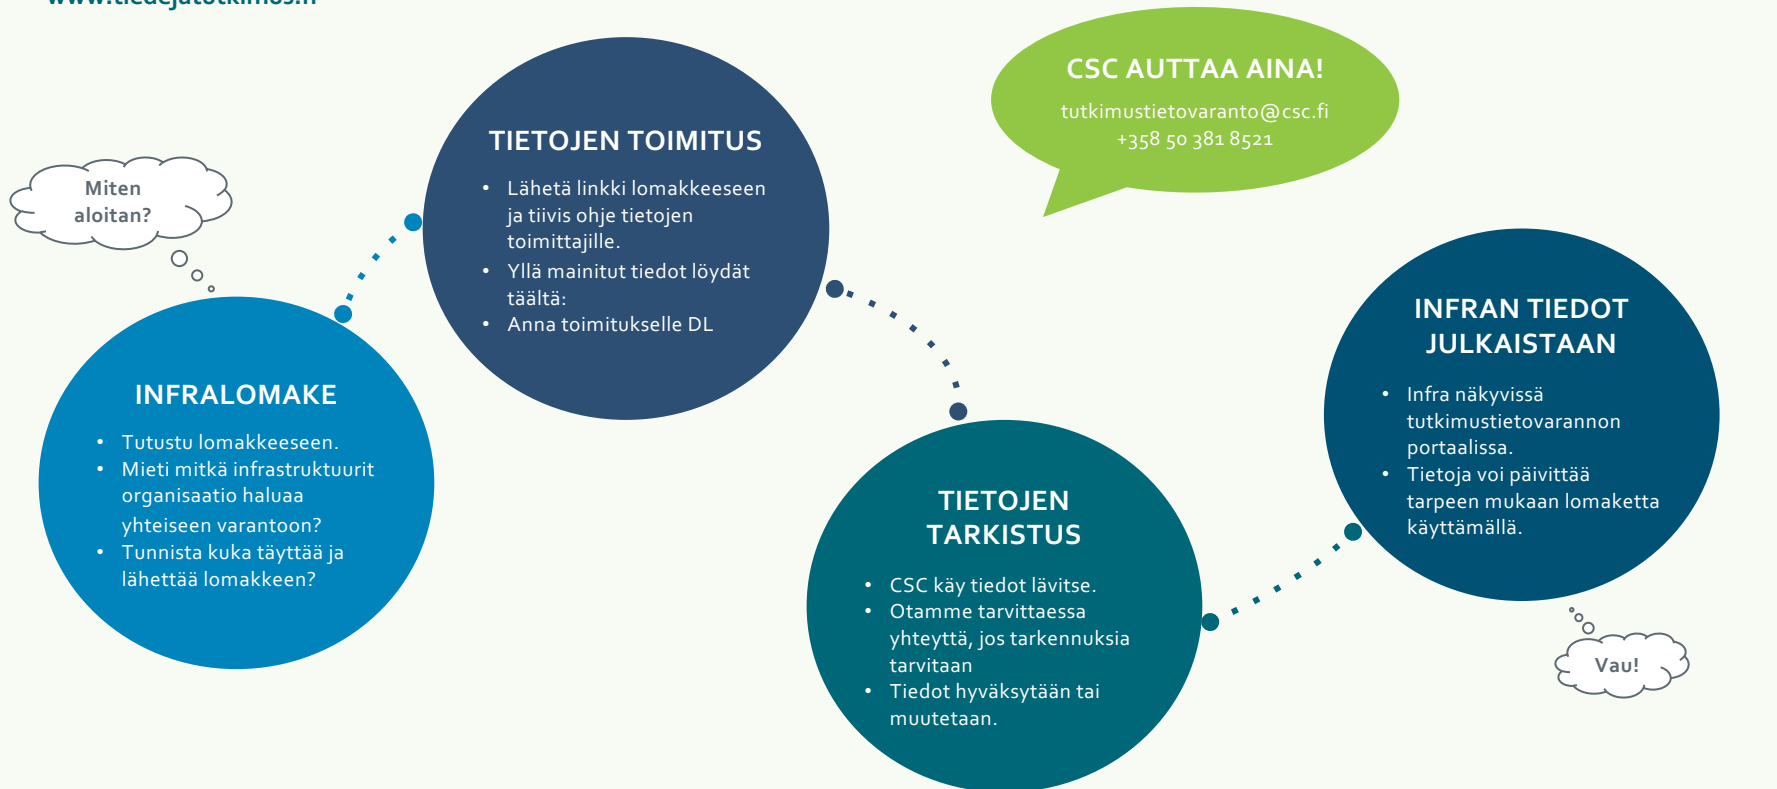 www.tiedejatutkimus.fi
Miten
aloitan?
INFRALOMAKE
• Tutustu lomakkeeseen.
• Mieti mitkä infrastruktuurit
organisaatio haluaa
yhteiseen varantoon?
• Tunnista kuka täyttää ja
lähettää lomakkeen?
TIETOJEN TOIMITUS
• Lähetä linkki lomakkeeseen
ja tiivis ohje tietojen
toimittajille.
• Yllä mainitut tiedot löydät
täältä:
• Anna toimitukselle DL
CSC AUTTAA AINA!
tutkimustietovaranto@csc.fi
+358 50 381 8521
TIETOJEN
TARKISTUS
• CSC käy tiedot lävitse.
• Otamme tarvittaessa
yhteyttä, jos tarkennuksia
tarvitaan
• Tiedot hyväksytään tai
muutetaan.
INFRAN TIEDOT
JULKAISTAAN
• Infra näkyvissä
tutkimustietovarannon
portaalissa.
• Tietoja voi päivittää
tarpeen mukaan lomaketta
käyttämällä.
Vau!